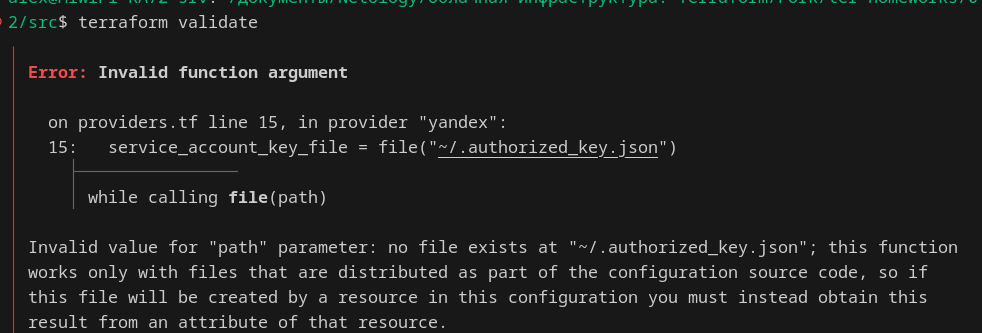 2/src$ terraform validate
Error: Invalid function argument
on providers.tf line 15, in provider "yandex":
15:   service_account_key_file = file("~/.authorized_key.json")
while calling file(path)
Invalid value for "path" parameter: no file exists at "~/.authorized_key.json"; this function
works only with files that are distributed as part of the configuration source code, so if
this file will be created by a resource in this configuration you must instead obtain this
result from an attribute of that resource.